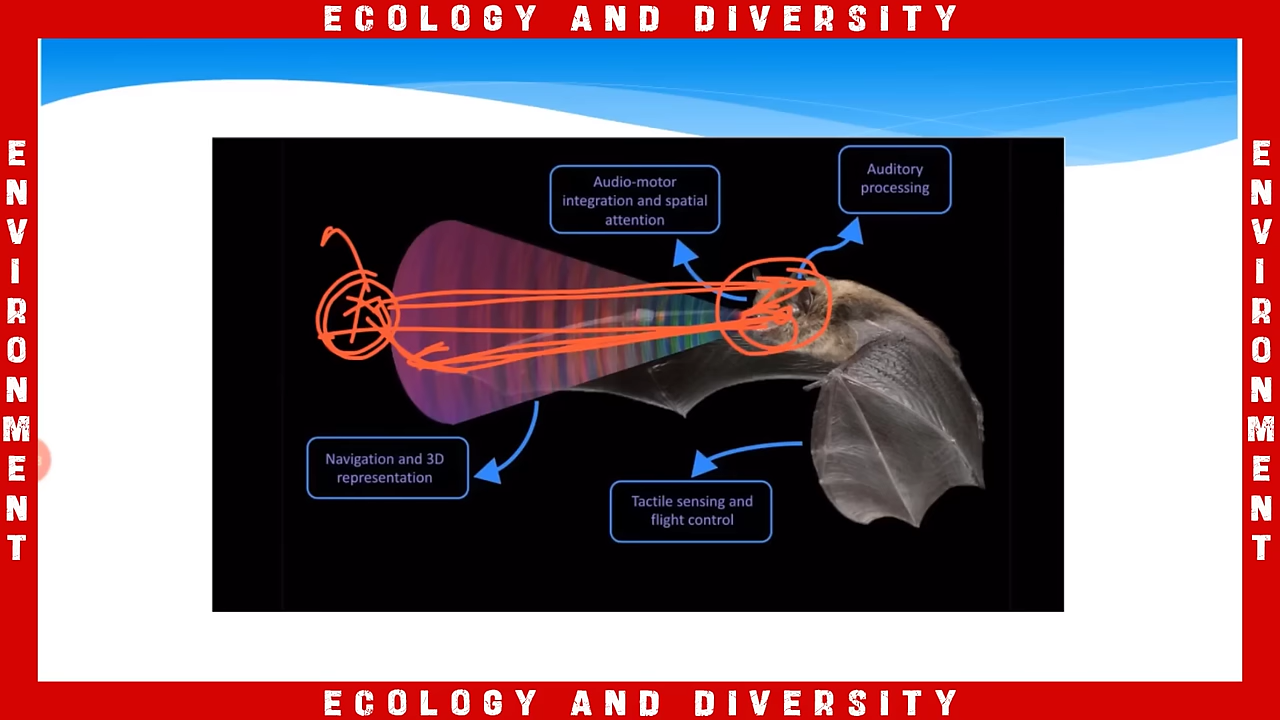 ECOLOGY AND DIVERSITY
ENVIRONMENT
Auditory
processing
Audio-motor
integration and spatial
attention
Navigation and 3D
representation
Tactile sensing and
flight control
ENVIRONMENT
ECOLOGY AND DIVERSITY